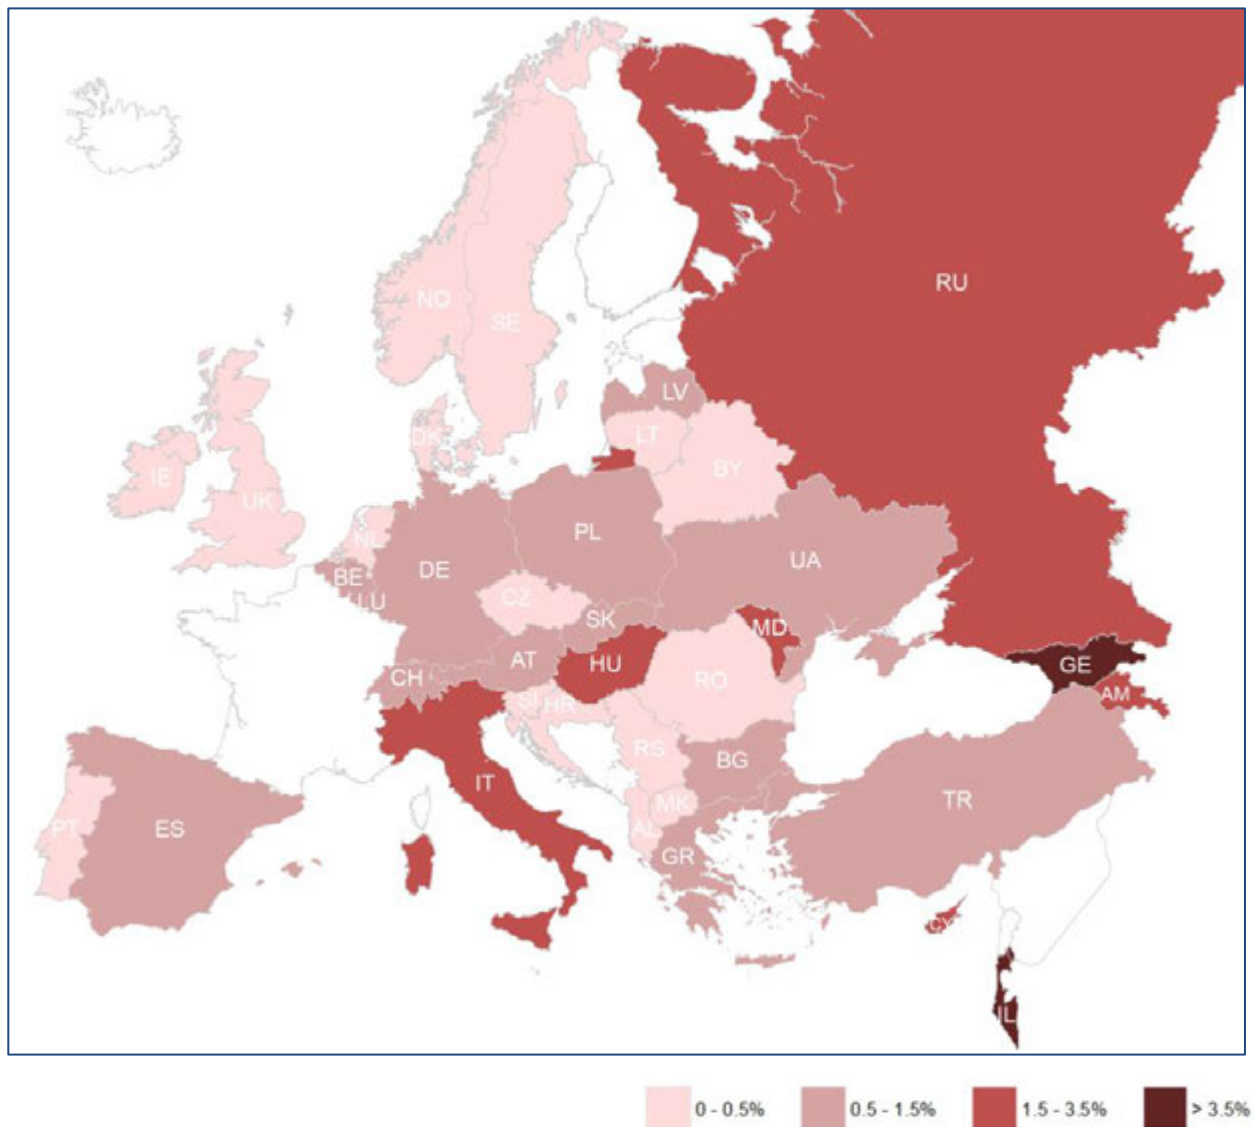 RU
NO
SE
LV
DK
LT
BY
IE
UK
NL
PL
BE
DE
UA
LU
CZ
SK
MD
AT
HU
GE
CH
RO
AM
SI
HR
RS
BG
IT
TR
MK
PT
ES
AL
GR
CY
IL
0 - 0.5%
0.5 - 1.5%
1.5 - 3.5%
> 3.5%